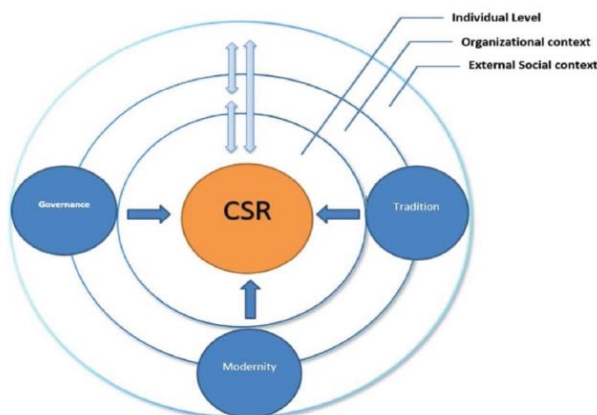 Individual Level
Organizational context
External Social context
Governance
CSR
Tradition
Modernity